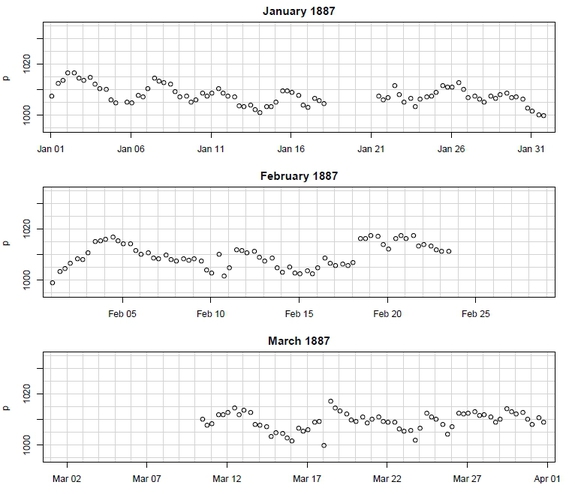 January 1887
p
1020
1000
Jan 01 Jan 06 Jan 11 Jan 16 Jan 21 Jan 26 Jan 31
February 1887
1020
1000
Feb 05 Feb 10 Feb 15 Feb 20 Feb 25
March 1887
p
1020
1000
Mar 02 Mar 07 Mar 12 Mar 17 Mar 22 Mar 27 Apr 01